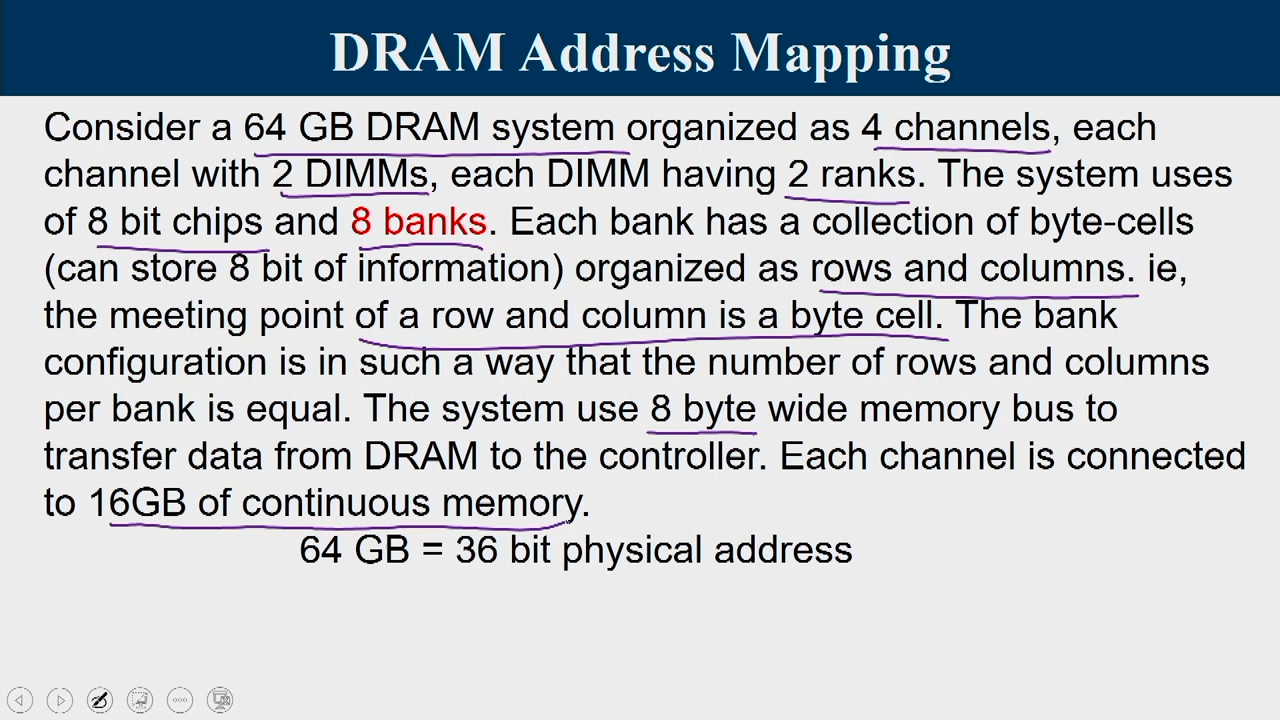 DRAM Address Mapping
Consider a 64 GB DRAM system organized as 4 channels, each
channel with 2 DIMMs, each DIMM having 2 ranks. The system uses
of 8 bit chips and 8 banks. Each bank has a collection of byte-cells
(can store 8 bit of information) organized as rows and columns. ie,
the meeting point of a row and column is a byte cell. The bank
configuration is in such a way that the number of rows and columns
per bank is equal. The system use 8 byte wide memory bus to
transfer data from DRAM to the controller. Each channel is connected
to 16GB of continuous memory.
64 GB = 36 bit physical address